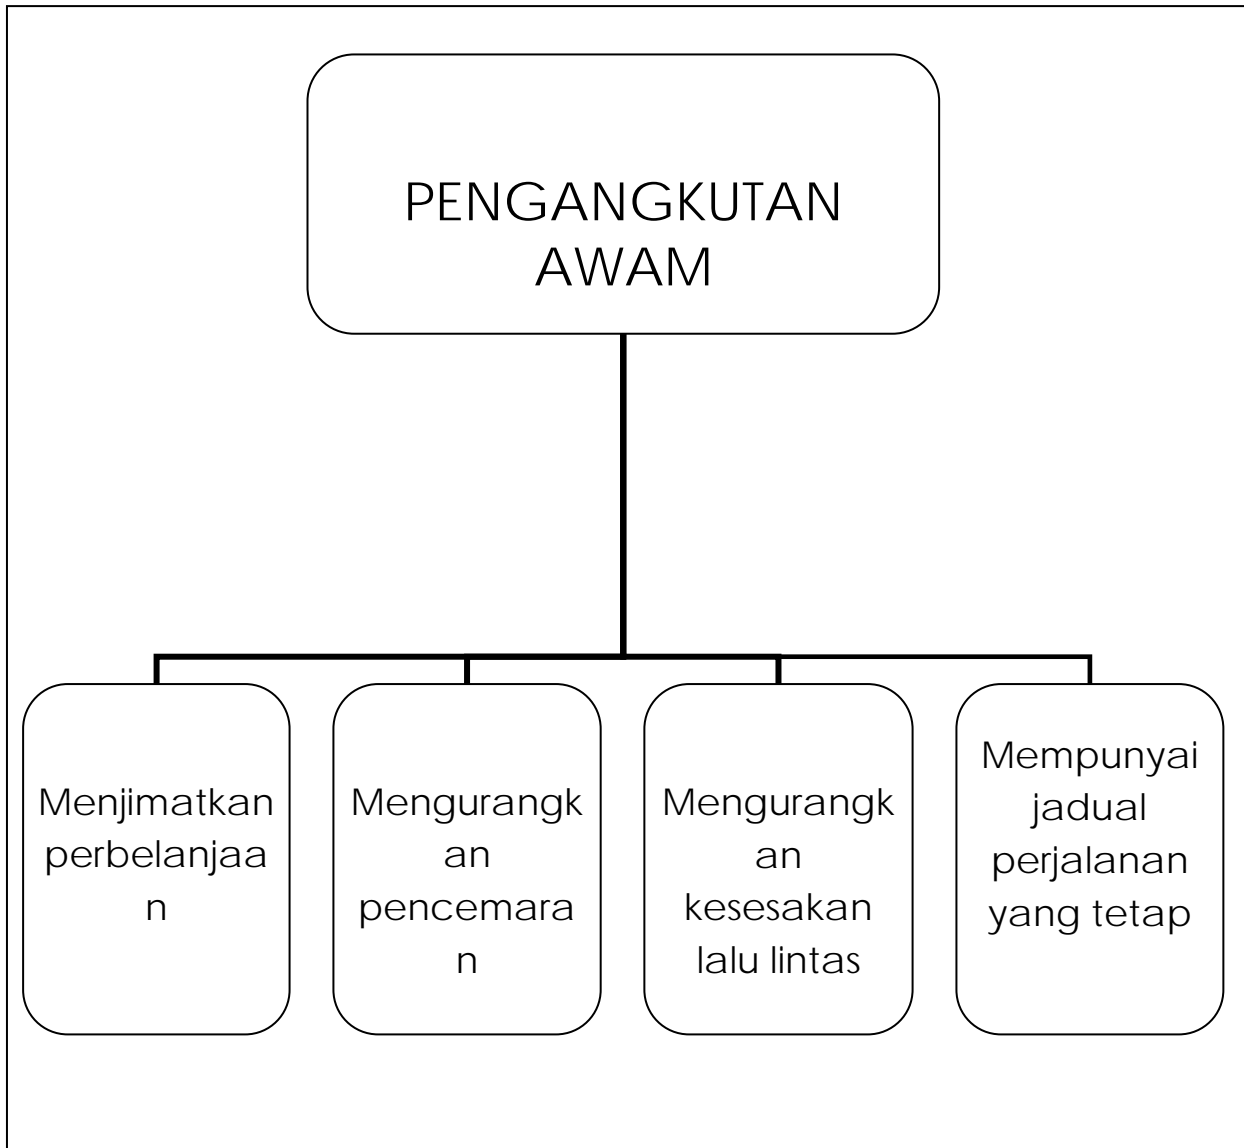 PENGANGKUTAN
AWAM
Menjimatkan
perbelanjaa
n
Mengurangk
an
pencemara
n
Mengurangk
an
kesesakan
lalu lintas
Mempunyai
jadual
perjalanan
yang tetap